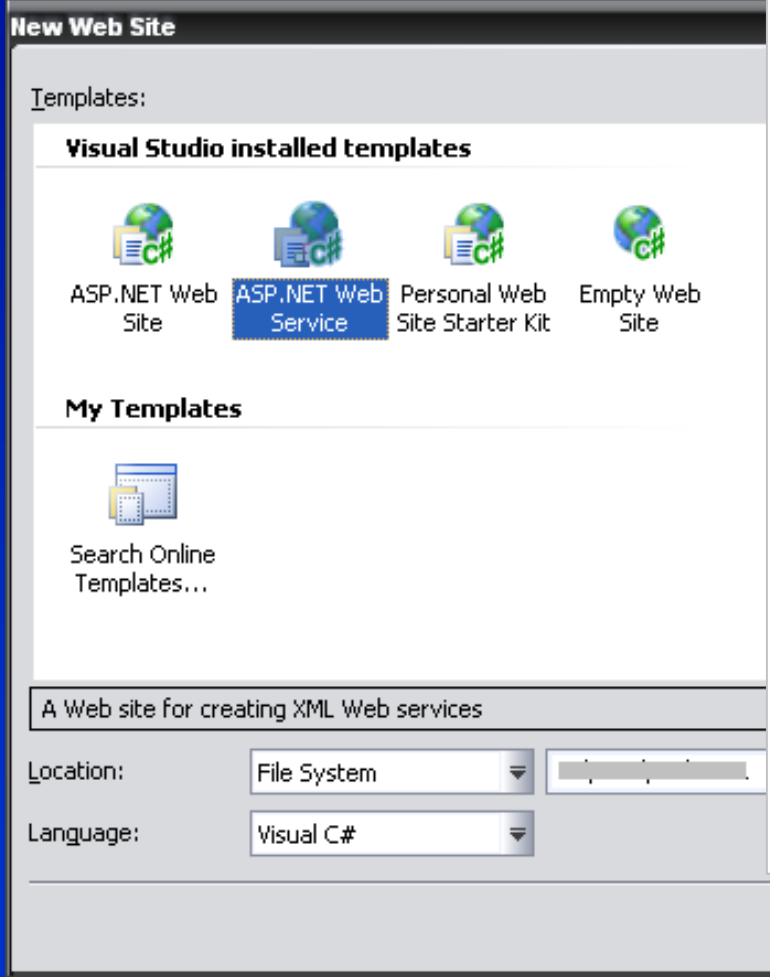 New Web Site
Templates:
Visual Studio installed templates
ASP.NET Web Site
ASP.NET Web Service
Personal Web Site Starter Kit
Empty Web Site
My Templates
Search Online Templates...
A Web site for creating XML Web services
Location:
File System
Language:
Visual C#